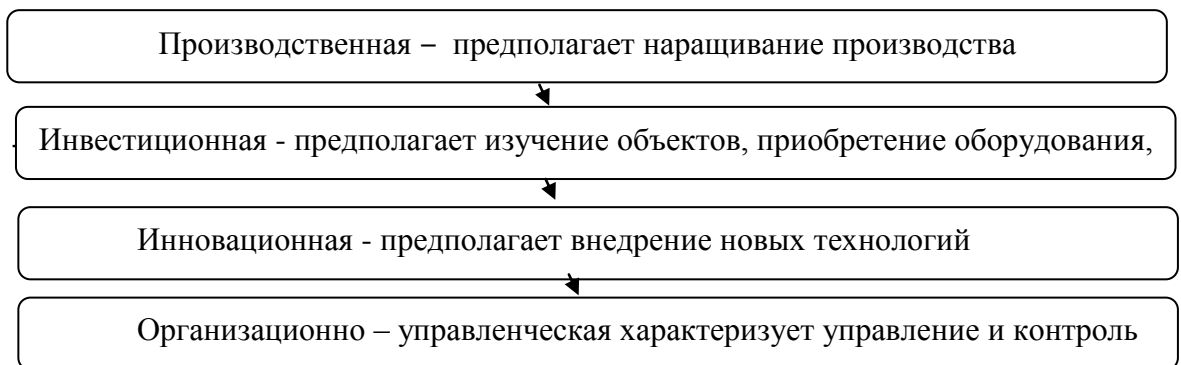 Производственная – предполагает наращивание производства
Инвестиционная - предполагает изучение объектов, приобретение оборудования,
Инновационная - предполагает внедрение новых технологий
Организационно – управленческая характеризует управление и контроль